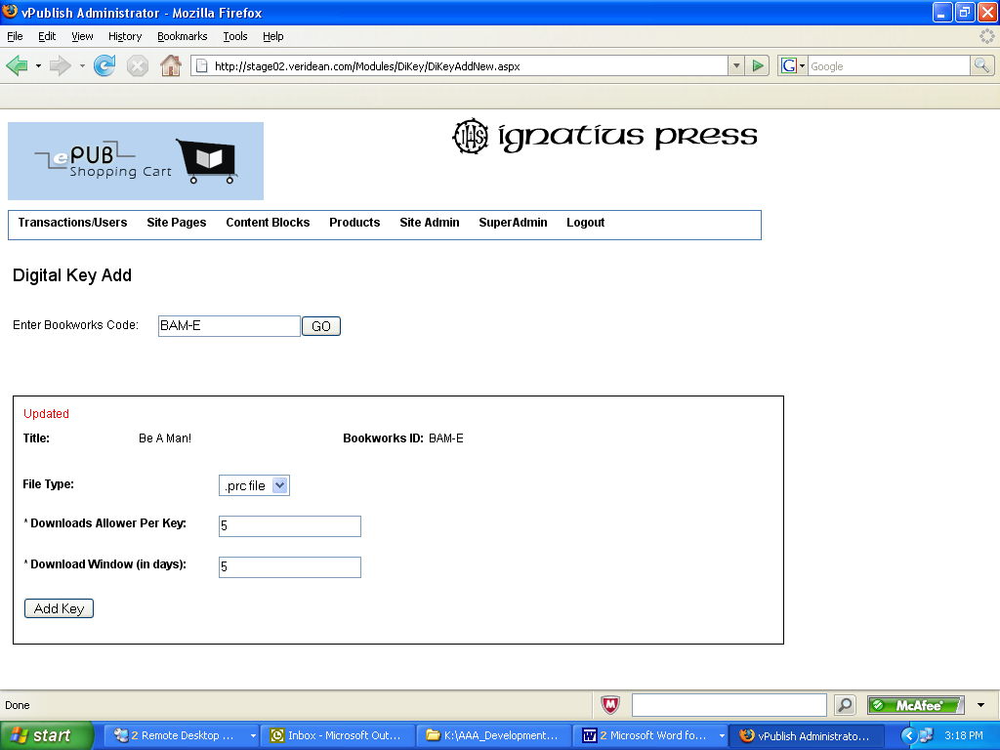 vPublish Administrator - Mozilla Firefox
File Edit View History Bookmarks Tools Help
http://stage02.veridean.com/Modules/DiKey/DiKeyAddNew.aspx
G Google
ePUB
Shopping Cart
IHS ignatius press
Transactions/Users Site Pages Content Blocks Products Site Admin SuperAdmin Logout
Digital Key Add
Enter Bookworks Code: BAM-E GO
Updated
Title: Be A Man! Bookworks ID: BAM-E
File Type: .prc file
* Downloads Allower Per Key: 5
* Download Window (in days): 5
Add Key
Done McAfee
start 2 Remote Desktop ... Inbox - Microsoft Out... K:\AAA_Development... 2 Microsoft Word fo... vPublish Administrato... 3:18 PM